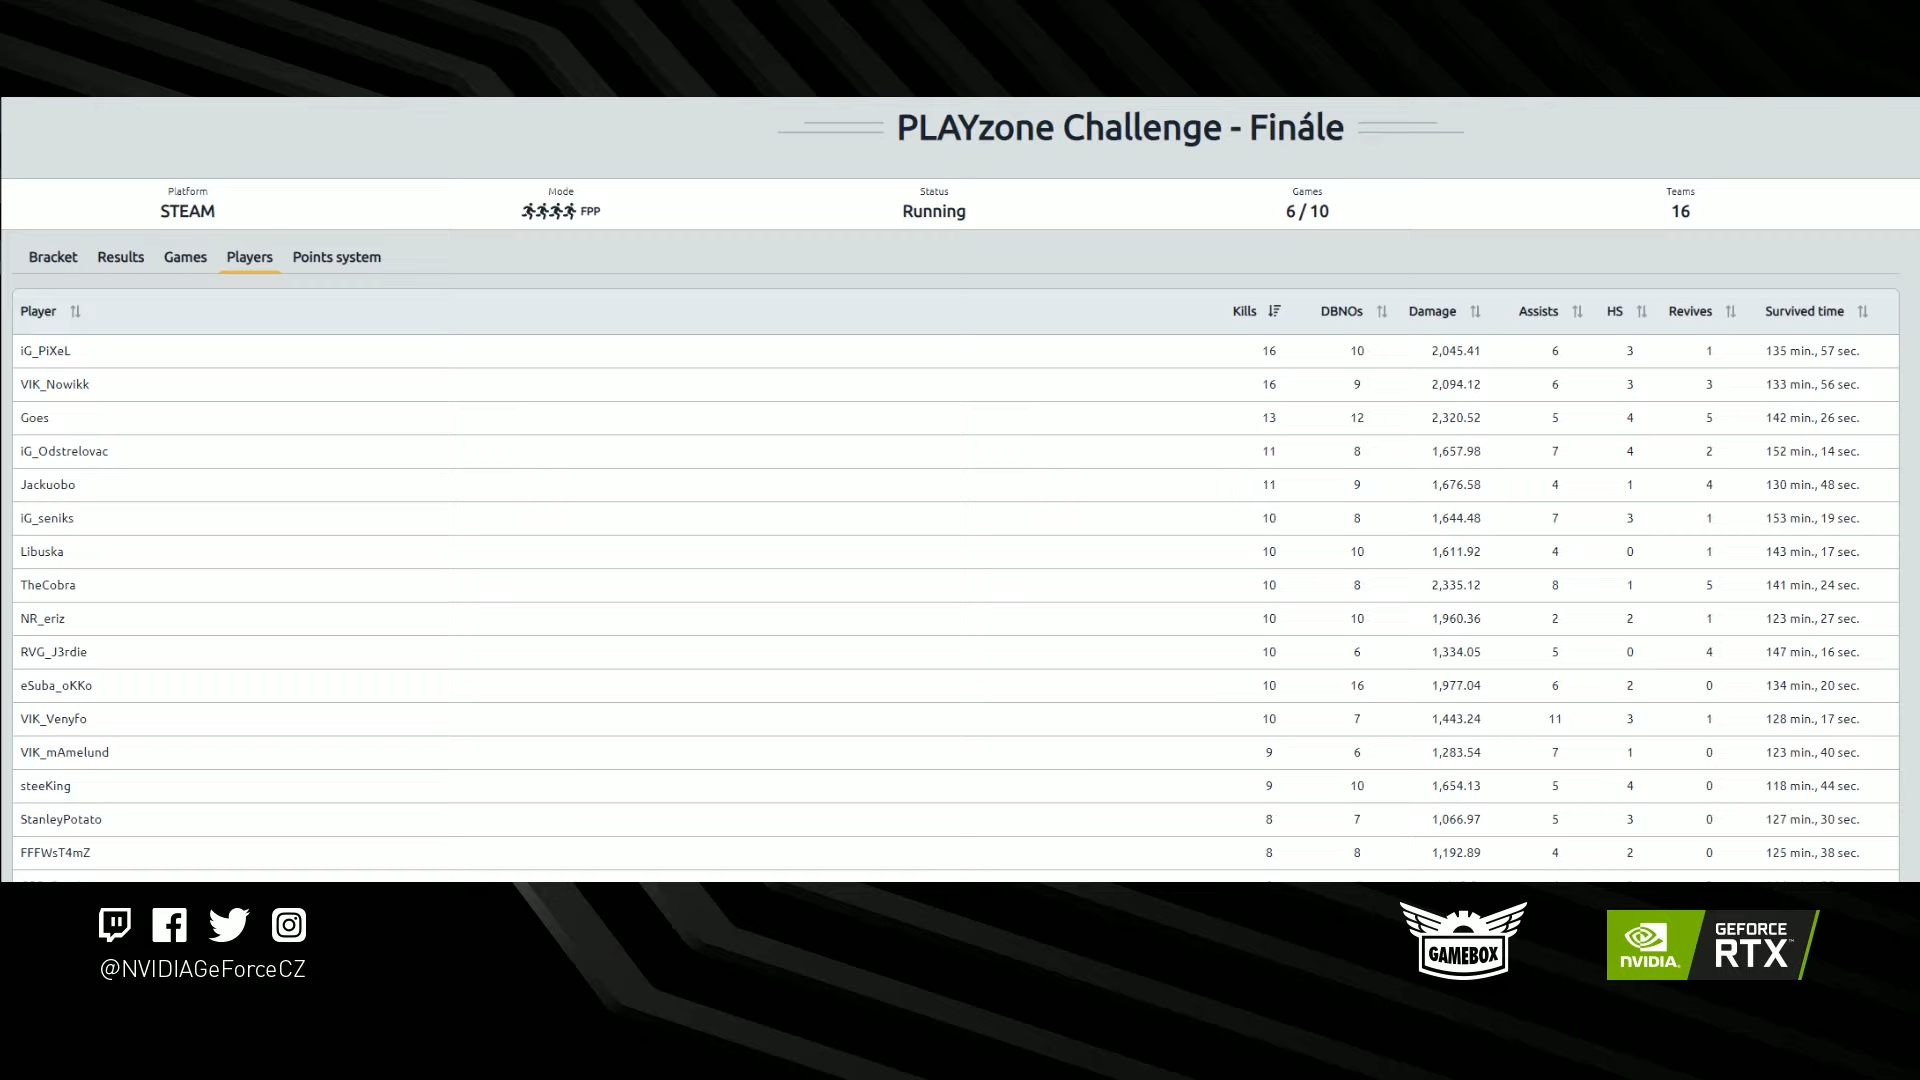 PLAYzone Challenge - Finále
Platform Mode Status Games Teams
STEAM FPP Running 6 / 10 16
Bracket Results Games Players Points system
Player Kills DBNOs Damage Assists HS Revives Survived time
iG_PiXeL 16 10 2,045.41 6 3 1 135 min., 57 sec.
VIK_Nowikk 16 9 2,094.12 6 3 3 133 min., 56 sec.
Goes 13 12 2,320.52 5 4 5 142 min., 26 sec.
iG_Odstrelovac 11 8 1,657.98 7 4 2 152 min., 14 sec.
Jackuobo 11 9 1,676.58 4 1 4 130 min., 48 sec.
iG_seniks 10 8 1,644.48 7 3 1 153 min., 19 sec.
Libuska 10 10 1,611.92 4 0 1 143 min., 17 sec.
TheCobra 10 8 2,335.12 8 1 5 141 min., 24 sec.
NR_eriz 10 10 1,960.36 2 2 1 123 min., 27 sec.
RVG_J3rdie 10 6 1,334.05 5 0 4 147 min., 16 sec.
eSuba_oKKo 10 16 1,977.04 6 2 0 134 min., 20 sec.
VIK_Venyfo 10 7 1,443.24 11 3 1 128 min., 17 sec.
VIK_mAmelund 9 6 1,283.54 7 1 0 123 min., 40 sec.
steeKing 9 10 1,654.13 5 4 0 118 min., 44 sec.
StanleyPotato 8 7 1,066.97 5 3 0 127 min., 30 sec.
FFFWsT4mZ 8 8 1,192.89 4 2 0 125 min., 38 sec.
@NVIDIAGeForceCZ
GAMEBOX
NVIDIA.
GEFORCE
RTX™